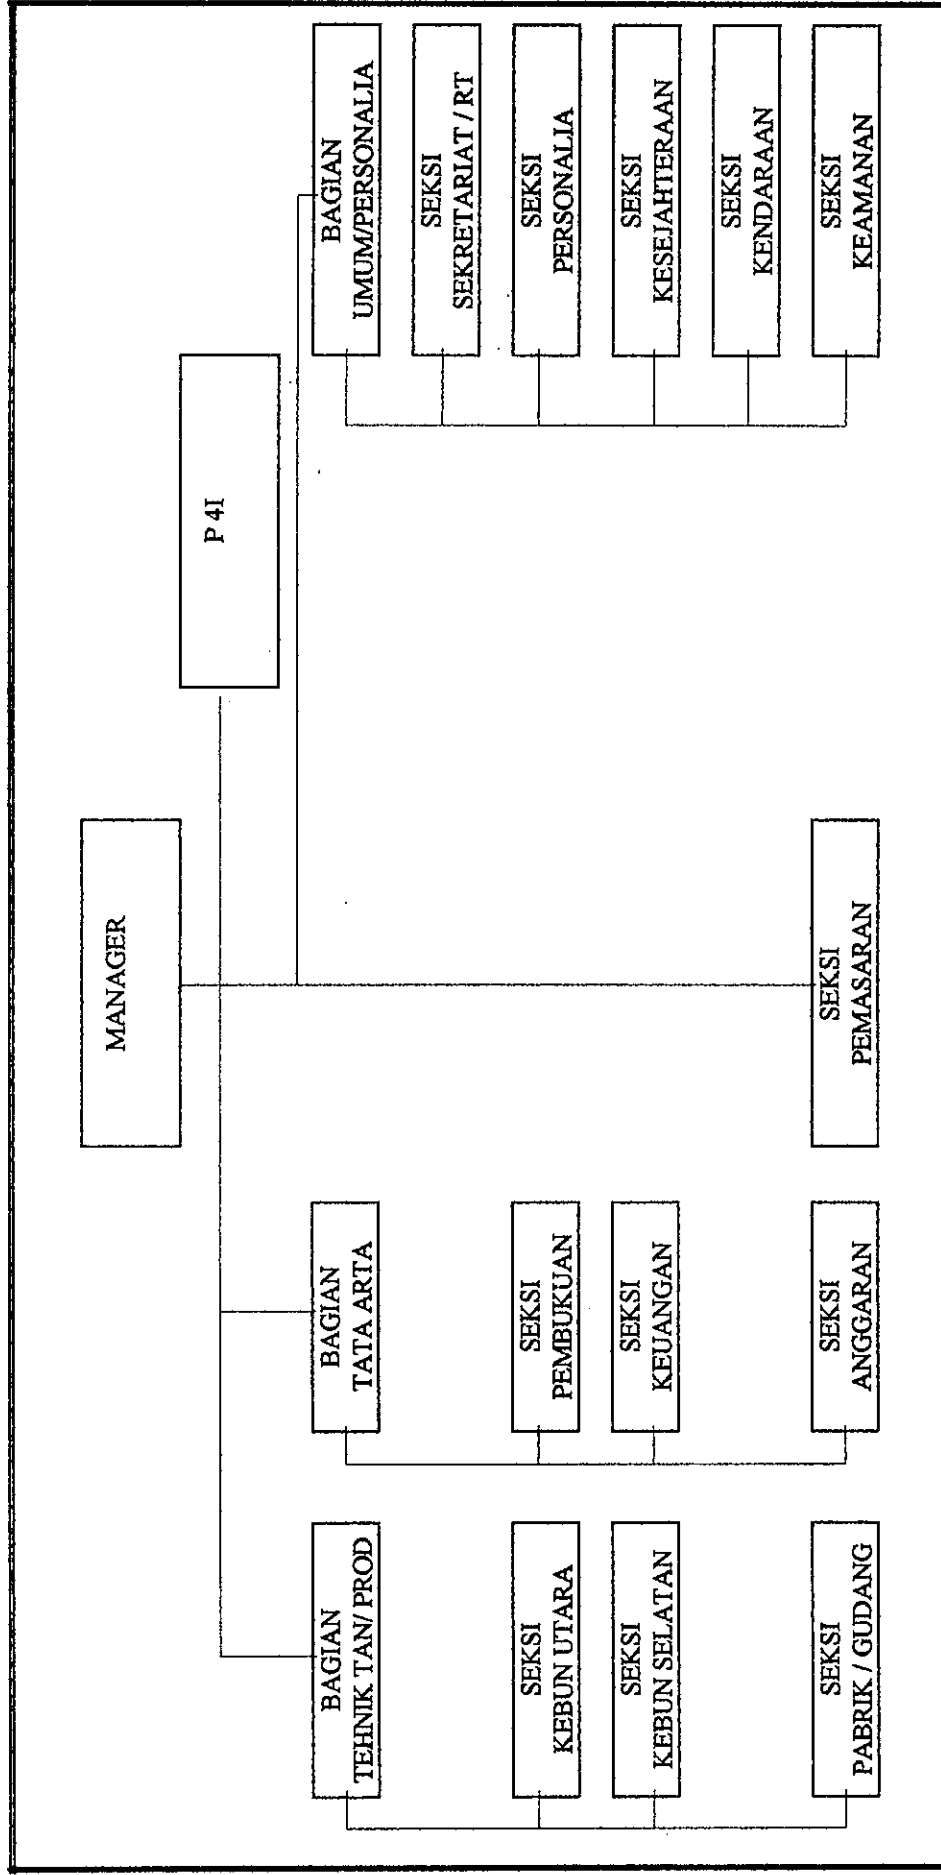 MANAGER
P 4I
BAGIAN
TEHNIK TAN/ PROD
BAGIAN
TATA ARTA
BAGIAN
UMUM/PERSONALIA
SEKSI
SEKRETARIAT / RT
SEKSI
KEBUN UTARA
SEKSI
PEMBUKUAN
SEKSI
PERSONALIA
SEKSI
KEBUN SELATAN
SEKSI
KEUANGAN
SEKSI
KESEJAHTERAAN
SEKSI
KENDARAAN
SEKSI
PABRIK / GUDANG
SEKSI
ANGGARAN
SEKSI
PEMASARAN
SEKSI
KEAMANAN